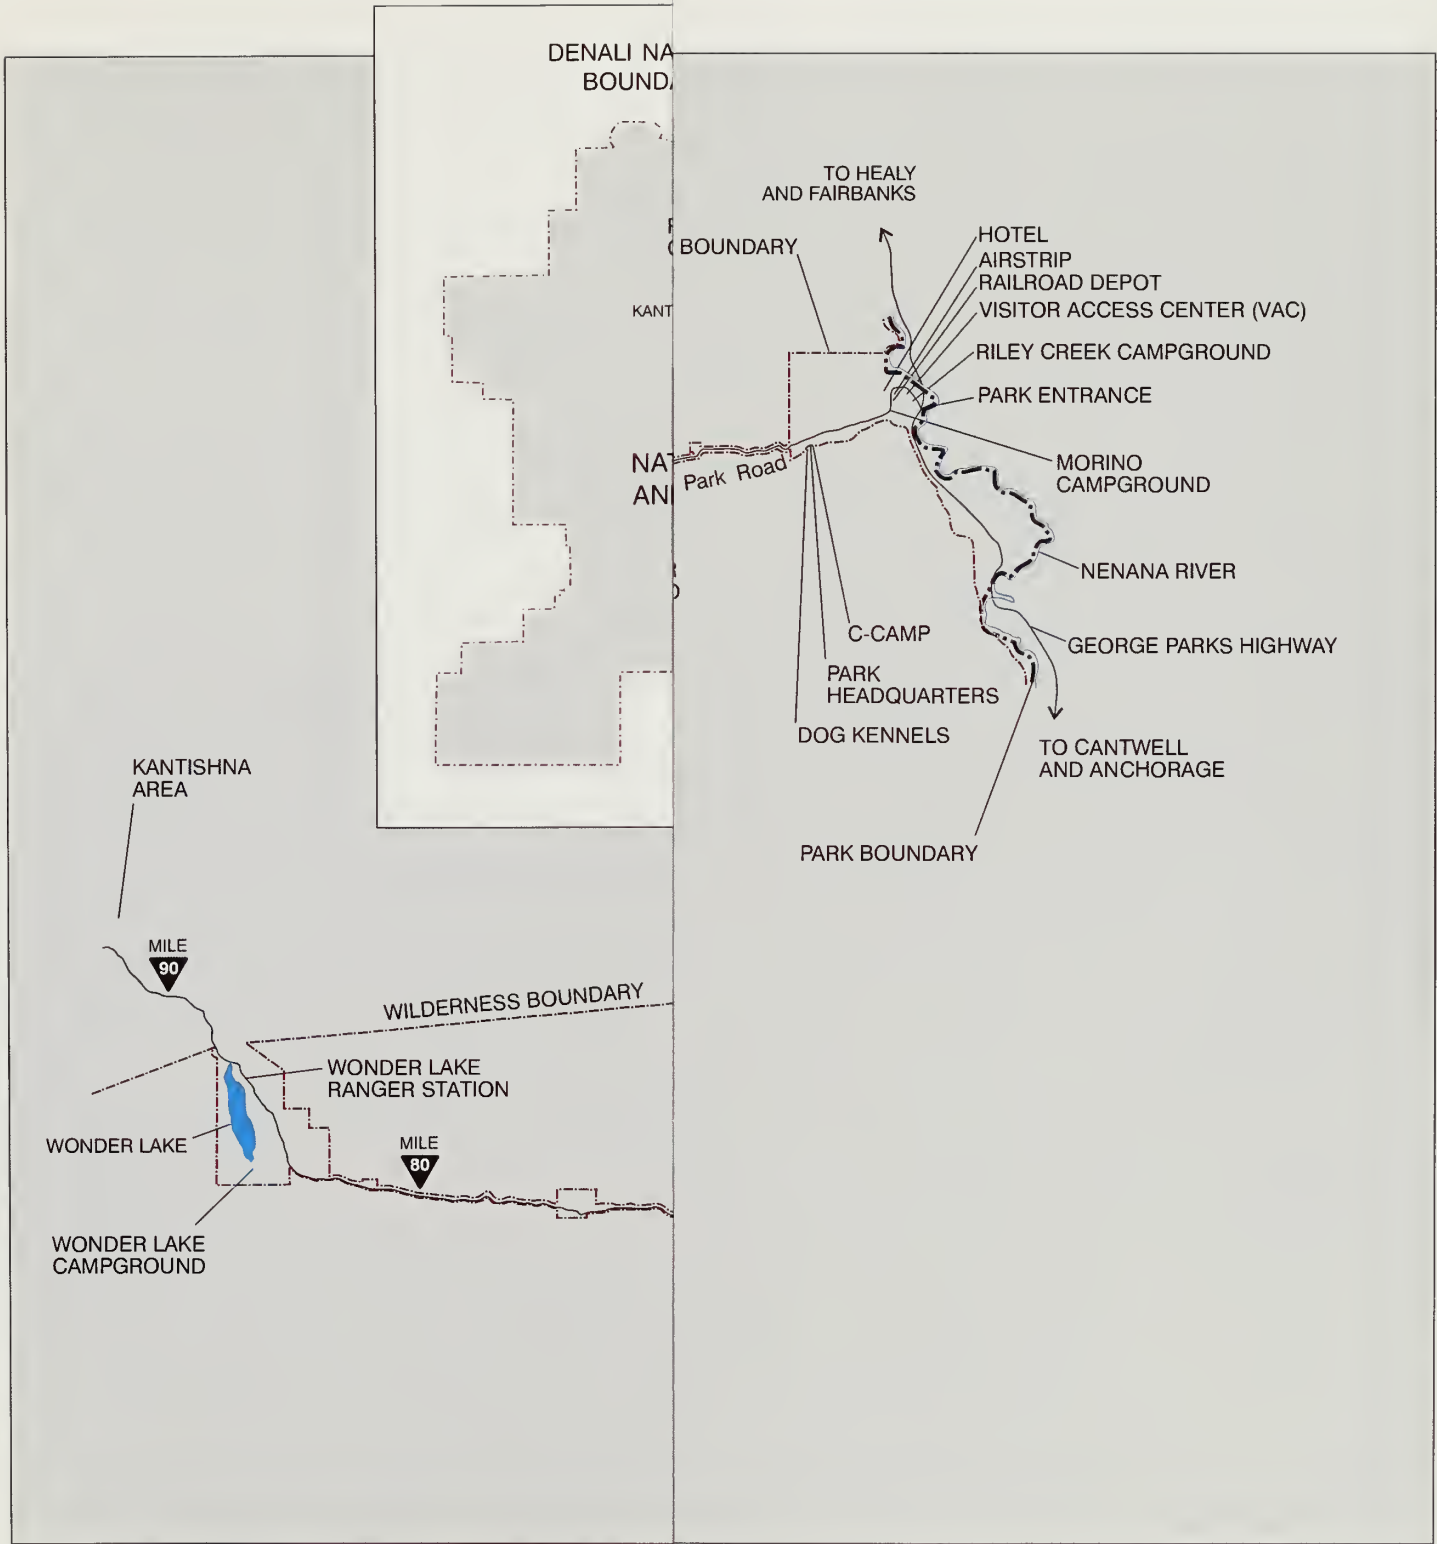 DENALI NA
BOUNDA
KANT
NAT
AN
KANTISHNA
AREA
MILE
90
WILDERNESS BOUNDARY
WONDER LAKE
RANGER STATION
WONDER LAKE
MILE
80
WONDER LAKE
CAMPGROUND
TO HEALY
AND FAIRBANKS
BOUNDARY
HOTEL
AIRSTRIP
RAILROAD DEPOT
VISITOR ACCESS CENTER (VAC)
RILEY CREEK CAMPGROUND
PARK ENTRANCE
MORINO
CAMPGROUND
Park Road
NENANA RIVER
C-CAMP
GEORGE PARKS HIGHWAY
PARK
HEADQUARTERS
DOG KENNELS
TO CANTWELL
AND ANCHORAGE
PARK BOUNDARY